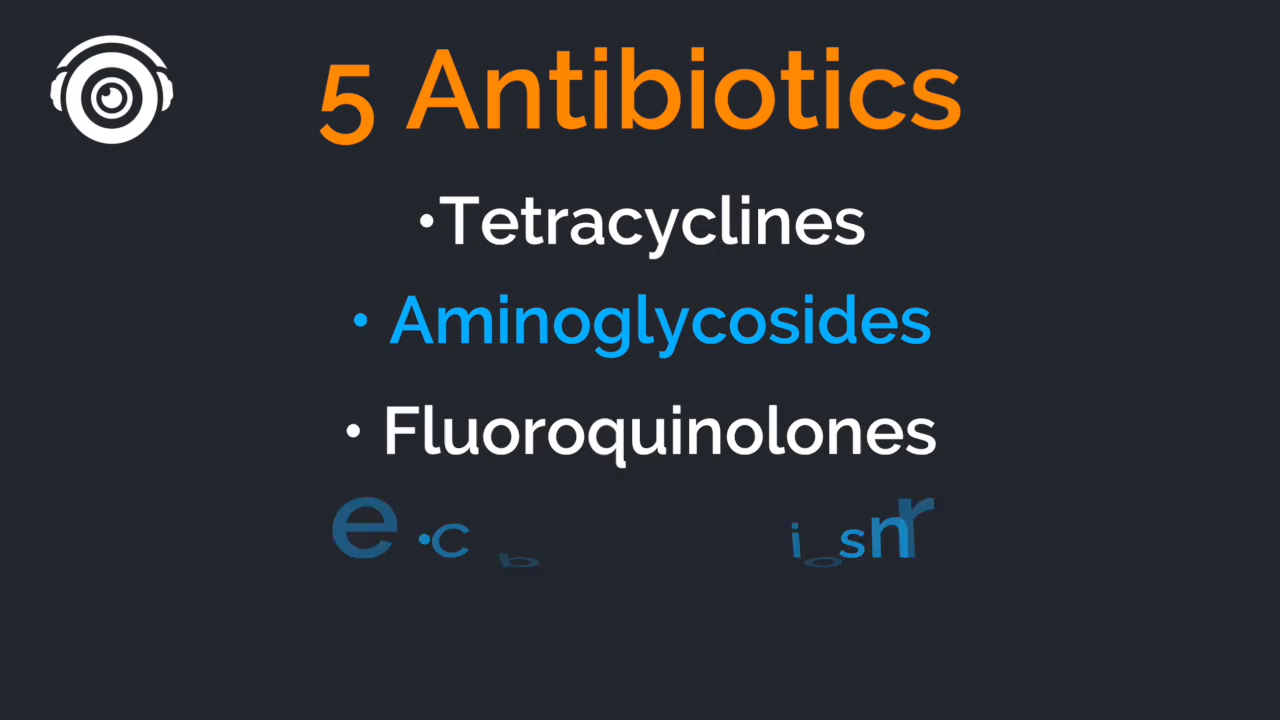 5 Antibiotics
•Tetracyclines
• Aminoglycosides
• Fluoroquinolones